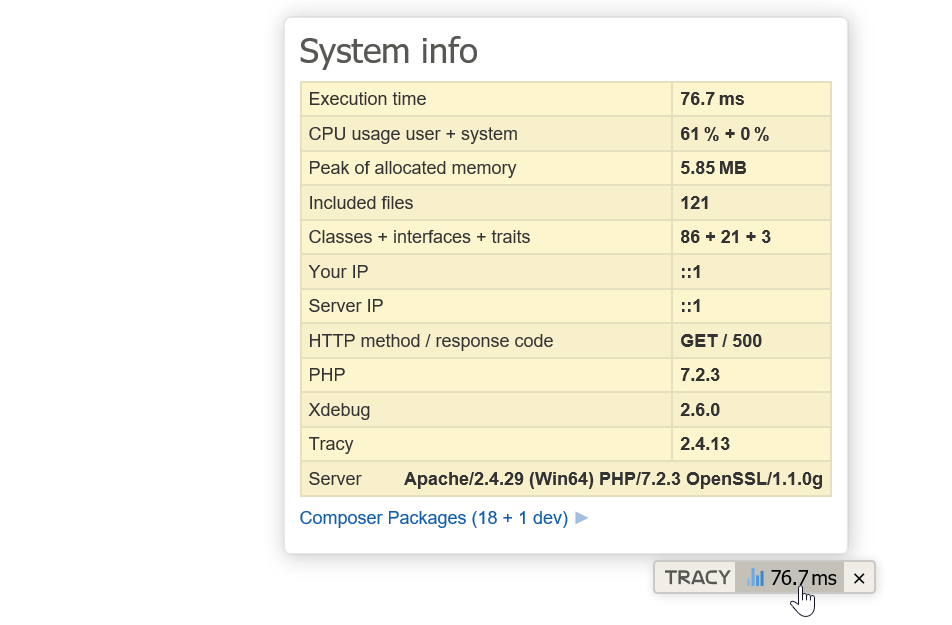 System info
Execution time 76.7 ms
CPU usage user + system 61 % + 0 %
Peak of allocated memory 5.85 MB
Included files 121
Classes + interfaces + traits 86 + 21 + 3
Your IP ::1
Server IP ::1
HTTP method / response code GET / 500
PHP 7.2.3
Xdebug 2.6.0
Tracy 2.4.13
Server Apache/2.4.29 (Win64) PHP/7.2.3 OpenSSL/1.1.0g
Composer Packages (18 + 1 dev) ►
TRACY 76.7 ms ×